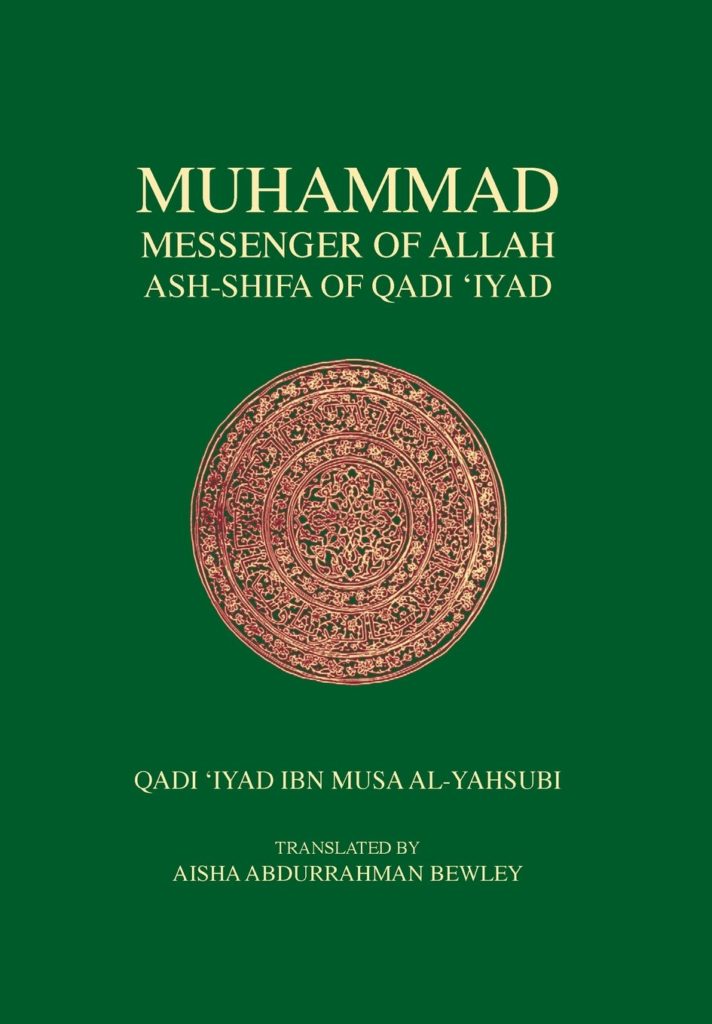 MUHAMMAD
MESSENGER OF ALLAH
ASH-SHIFA OF QADI ‘IYAD
QADI ‘IYAD IBN MUSA AL-YAHSUBI
TRANSLATED BY
AISHA ABDURRAHMAN BEWLEY